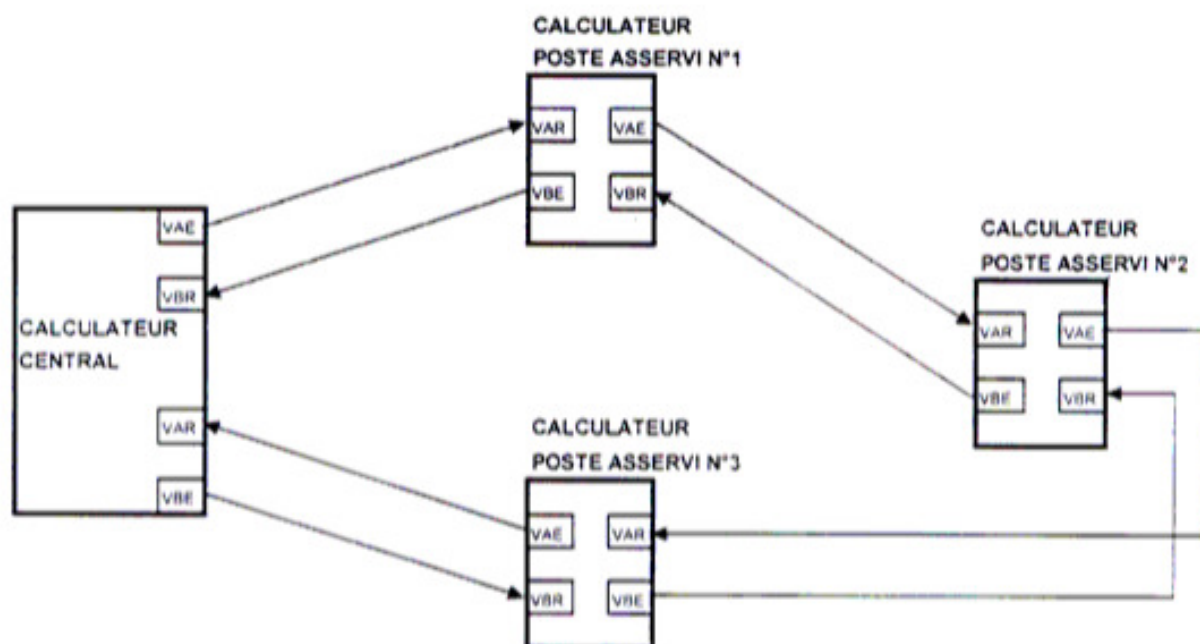 CALCULATEUR
POSTE ASSERVI N°1
VAR VAE
VBE VBR
VAE
VBR
CALCULATEUR
CENTRAL
VAR
VBE
CALCULATEUR
POSTE ASSERVI N°2
VAR VAE
VBE VBR
CALCULATEUR
POSTE ASSERVI N°3
VAE VAR
VBR VBE